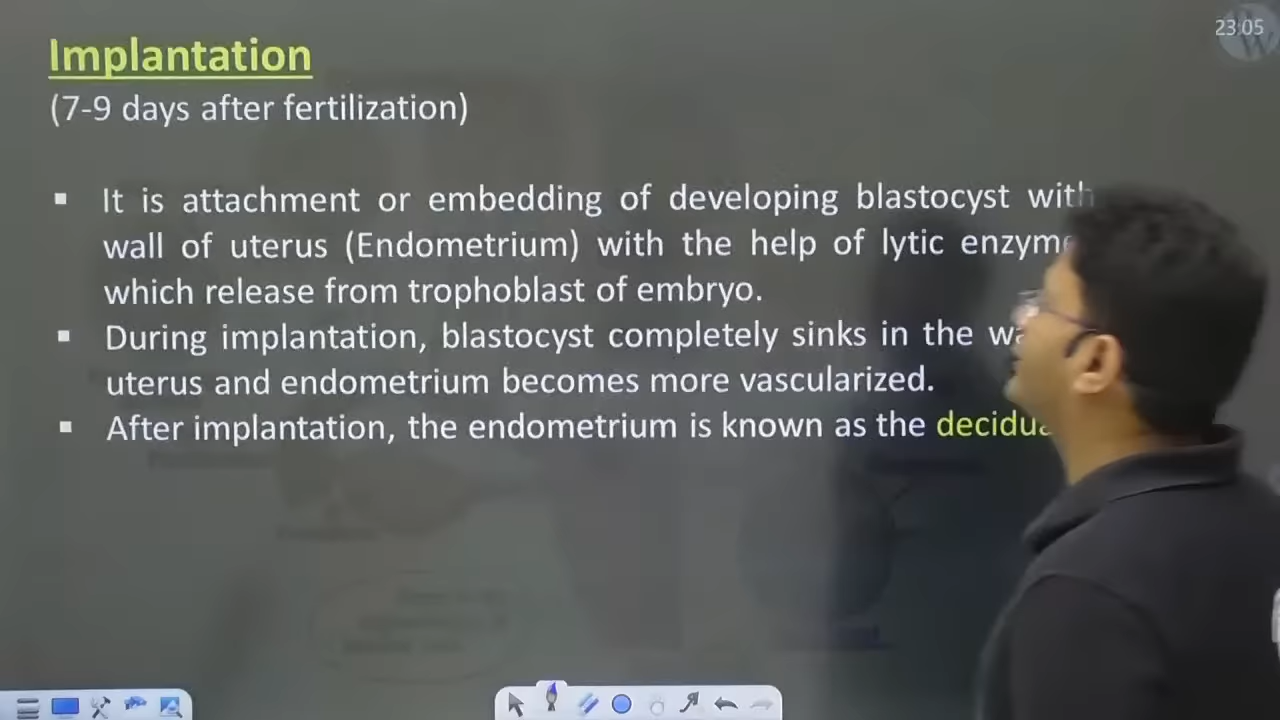 23:05
Implantation
(7-9 days after fertilization)
▪ It is attachment or embedding of developing blastocyst with
wall of uterus (Endometrium) with the help of lytic
which release from trophoblast of embryo.
▪ During implantation, blastocyst completely sinks in the
uterus and endometrium becomes more vascularized.
▪ After implantation, the endometrium is known as the decidua